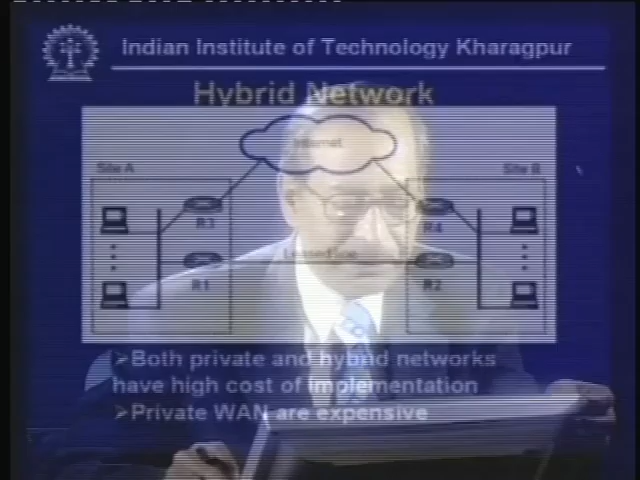 Indian Institute of Technology Kharagpur
Hybrid Network
Internet
Site A
Site B
R3
R4
Leased line
R1
R2
➢Both private and hybrid networks
have high cost of implementation
➢Private WAN are expensive